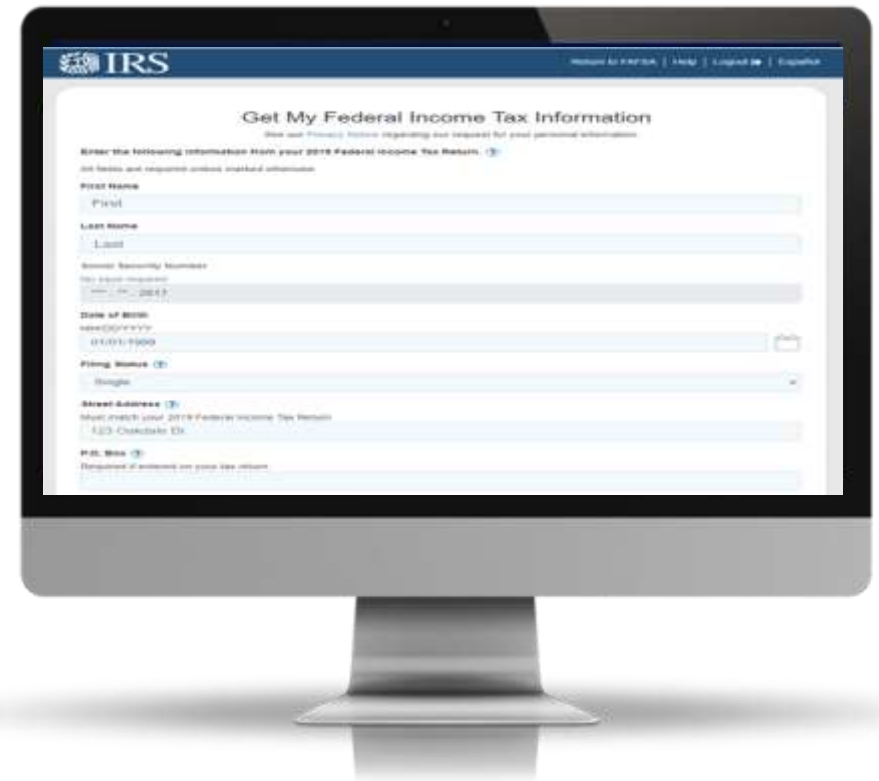 IRS
Return to FAFSA | Help | Logout | Español
Get My Federal Income Tax Information
See our Privacy Notice regarding our request for your personal information.
Enter the following information from your 2019 Federal Income Tax Return. ?
All fields are required unless marked otherwise.
First Name
First
Last Name
Last
Social Security Number
No input required
*** - ** -
Date of Birth
MM/DD/YYYY
Filing Status ?
Single
Street Address ?
Must match your 2019 Federal Income Tax Return.
123 Oakdale Dr.
P.O. Box ?
Required if entered on your tax return